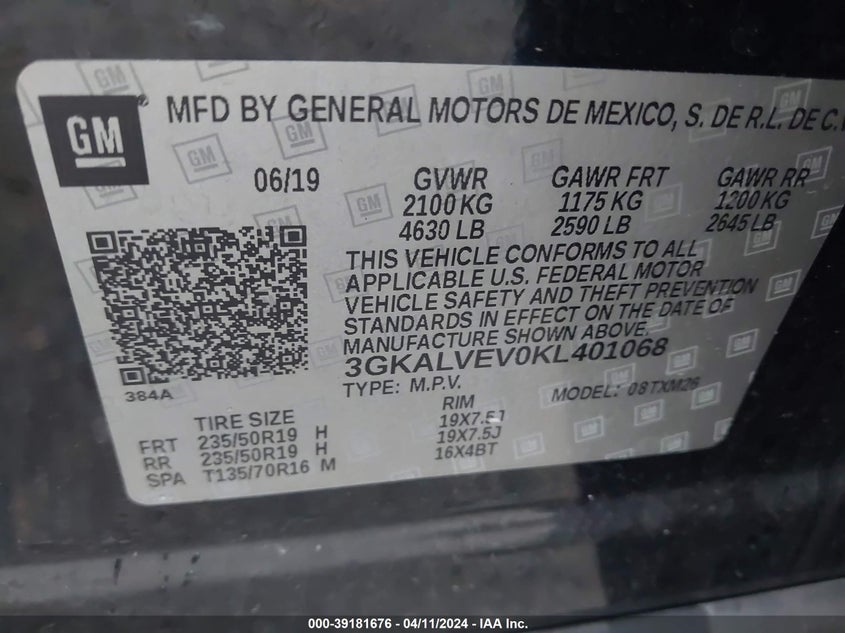 GM
MFD BY GENERAL MOTORS DE MEXICO, S. DE R.L. DE C.V
06/19 GVWR GAWR FRT GAWR RR
2100 KG 1175 KG 1200 KG
4630 LB 2590 LB 2645 LB
THIS VEHICLE CONFORMS TO ALL
APPLICABLE U.S. FEDERAL MOTOR
VEHICLE SAFETY AND THEFT PREVENTION
STANDARDS IN EFFECT ON THE DATE OF
MANUFACTURE SHOWN ABOVE.
3GKALVEV0KL401068
TYPE: M.P.V. MODEL: 08TXM26
384A
TIRE SIZE RIM
FRT 235/50R19 H 19X7.5J
RR 235/50R19 H 19X7.5J
SPA T135/70R16 M 16X4BT
000-39181676 - 04/11/2024 - IAA Inc.